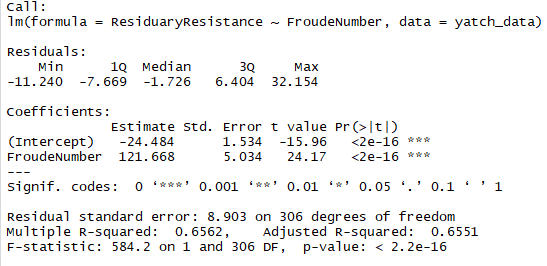 Call:
lm(formula = ResiduaryResistance ~ FroudeNumber, data = yatch_data)
Residuals:
Min 1Q Median 3Q Max
-11.240 -7.669 -1.726 6.404 32.154
Coefficients:
Estimate Std. Error t value Pr(>|t|)
(Intercept) -24.484 1.534 -15.96 <2e-16 ***
FroudeNumber 121.668 5.034 24.17 <2e-16 ***
---
Signif. codes: 0 ‘***’ 0.001 ‘**’ 0.01 ‘*’ 0.05 ‘.’ 0.1 ‘ ’ 1
Residual standard error: 8.903 on 306 degrees of freedom
Multiple R-squared: 0.6562, Adjusted R-squared: 0.6551
F-statistic: 584.2 on 1 and 306 DF, p-value: < 2.2e-16